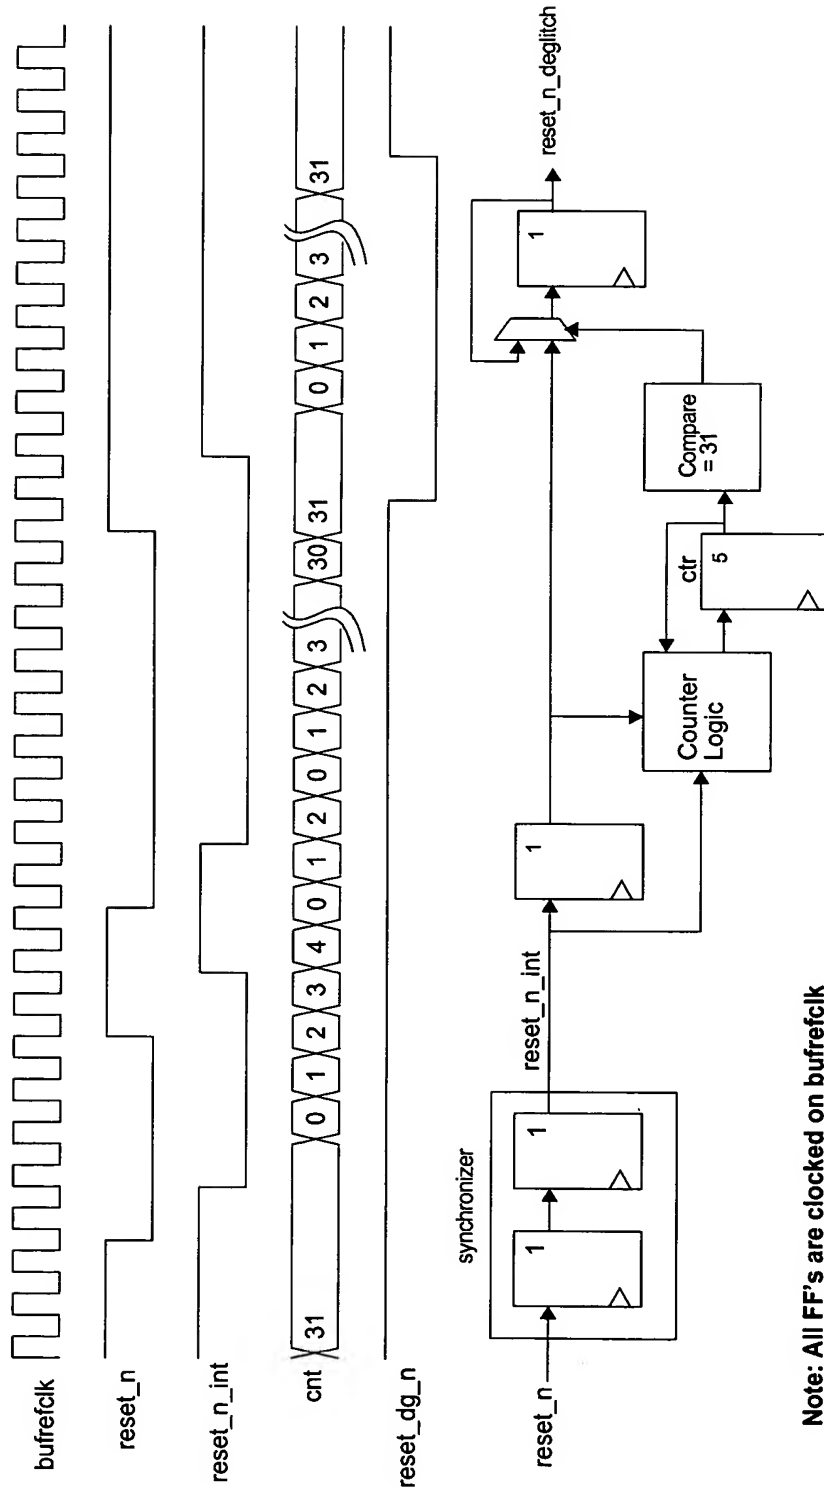 bufrefclk
reset_n
reset_n_int
cnt 31 0 1 2 3 4 0 1 2 0 1 2 3 30 31 0 1 2 3 31
reset_dg_n
synchronizer
reset_n
1
1
reset_n_int
1
Counter
Logic
ctr
5
Compare
= 31
1
reset_n_deglitch
Note: All FF's are clocked on bufrefclk